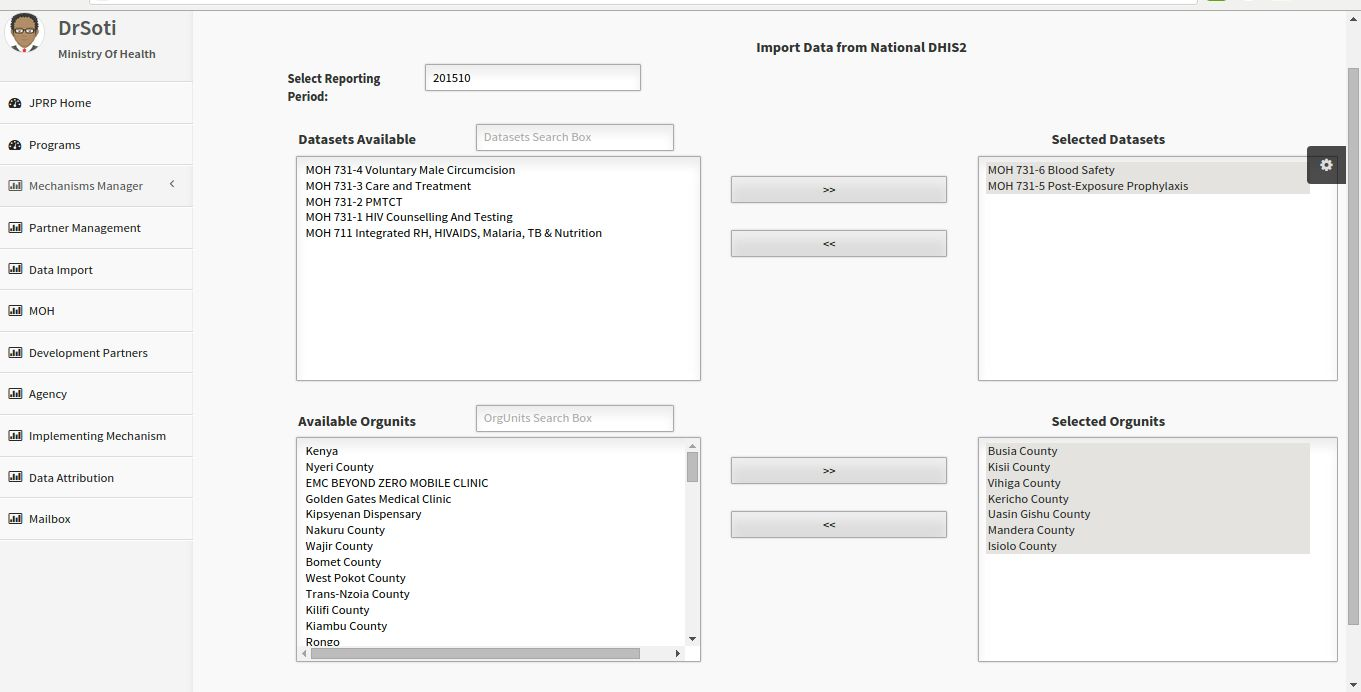 DrSoti
Ministry Of Health
JPRP Home
Programs
Mechanisms Manager
Partner Management
Data Import
MOH
Development Partners
Agency
Implementing Mechanism
Data Attribution
Mailbox
Import Data from National DHIS2
Select Reporting
Period:
201510
Datasets Available
Datasets Search Box
MOH 731-4 Voluntary Male Circumcision
MOH 731-3 Care and Treatment
MOH 731-2 PMTCT
MOH 731-1 HIV Counselling And Testing
MOH 711 Integrated RH, HIVAIDS, Malaria, TB & Nutrition
>>
<<
Selected Datasets
MOH 731-6 Blood Safety
MOH 731-5 Post-Exposure Prophylaxis
Available Orgunits
OrgUnits Search Box
Kenya
Nyeri County
EMC BEYOND ZERO MOBILE CLINIC
Golden Gates Medical Clinic
Kipsyenan Dispensary
Nakuru County
Wajir County
Bomet County
West Pokot County
Trans-Nzoia County
Kilifi County
Kiambu County
Rongo
>>
<<
Selected Orgunits
Busia County
Kisii County
Vihiga County
Kericho County
Uasin Gishu County
Mandera County
Isiolo County